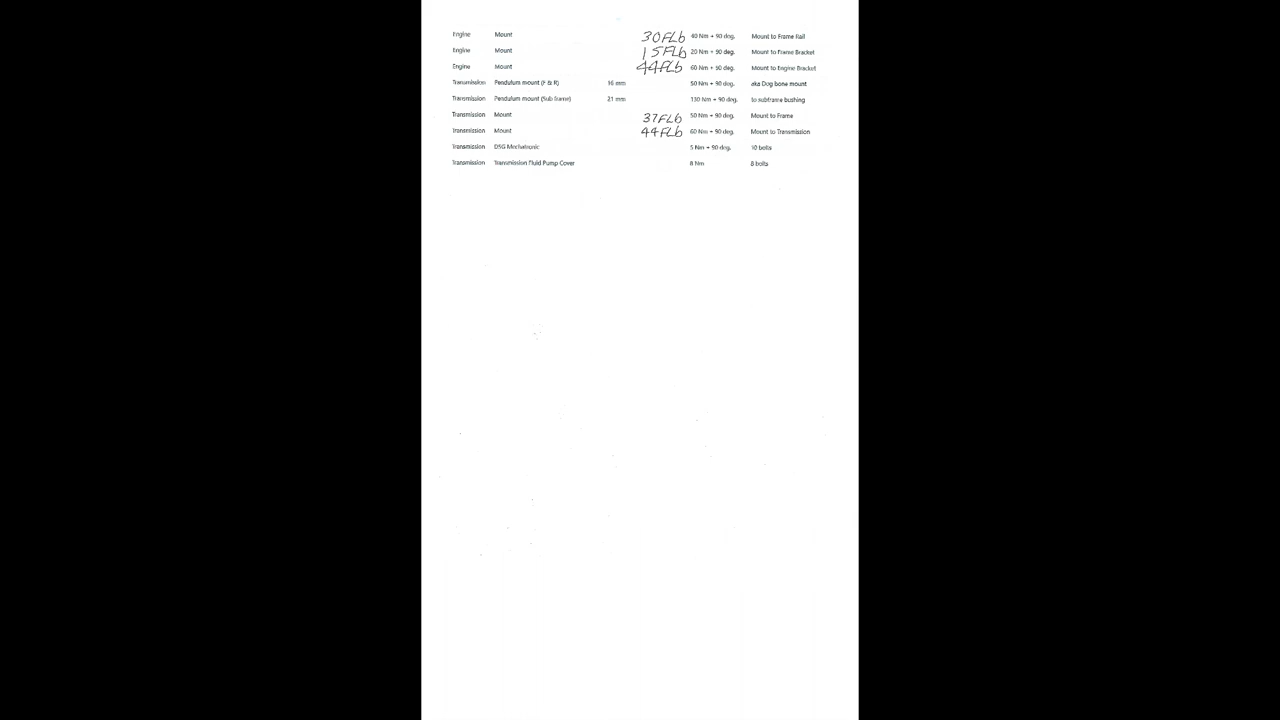 Engine Mount 30FLb 40 Nm + 90 deg. Mount to Frame Rail
Engine Mount 15FLb 20 Nm + 90 deg. Mount to Frame Bracket
Engine Mount 44FLb 60 Nm + 90 deg. Mount to Engine Bracket
Transmission Pendulum mount (F & R) 16 mm 50 Nm + 90 deg. aka Dog bone mount
Transmission Pendulum mount (Sub frame) 21 mm 130 Nm + 90 deg. to subframe bushing
Transmission Mount 37FLb 50 Nm + 90 deg. Mount to Frame
Transmission Mount 44FLb 60 Nm + 90 deg. Mount to Transmission
Transmission DSG Mechatronic 5 Nm + 90 deg. 10 bolts
Transmission Transmission Fluid Pump Cover 8 Nm 8 bolts